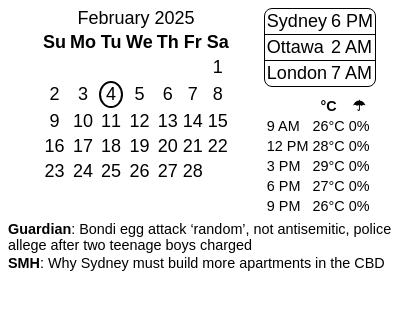 February 2025
Su Mo Tu We Th Fr Sa
1
2 3 4 5 6 7 8
9 10 11 12 13 14 15
16 17 18 19 20 21 22
23 24 25 26 27 28
Sydney 6 PM
Ottawa 2 AM
London 7 AM
°C ☂
9 AM 26°C 0%
12 PM 28°C 0%
3 PM 29°C 0%
6 PM 27°C 0%
9 PM 26°C 0%
Guardian: Bondi egg attack ‘random’, not antisemitic, police
allege after two teenage boys charged
SMH: Why Sydney must build more apartments in the CBD